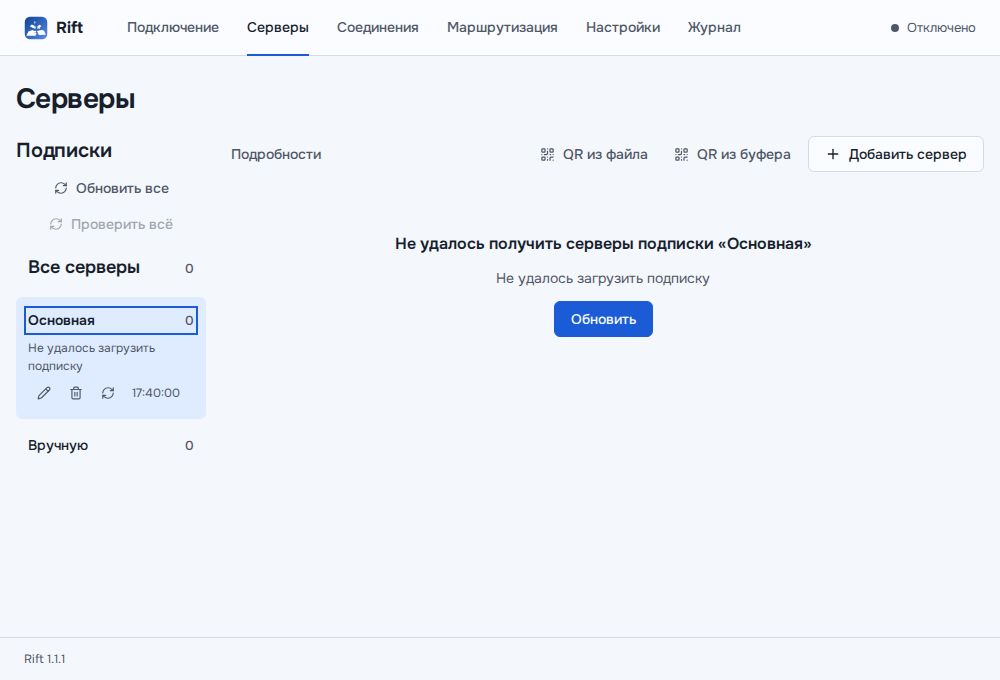 Rift
Подключение
Серверы
Соединения
Маршрутизация
Настройки
Журнал
Отключено
Серверы
Подписки
Обновить все
Проверить всё
Все серверы 0
Основная 0
Не удалось загрузить
подписку
17:40:00
Вручную 0
Подробности
QR из файла
QR из буфера
Добавить сервер
Не удалось получить серверы подписки «Основная»
Не удалось загрузить подписку
Обновить
Rift 1.1.1